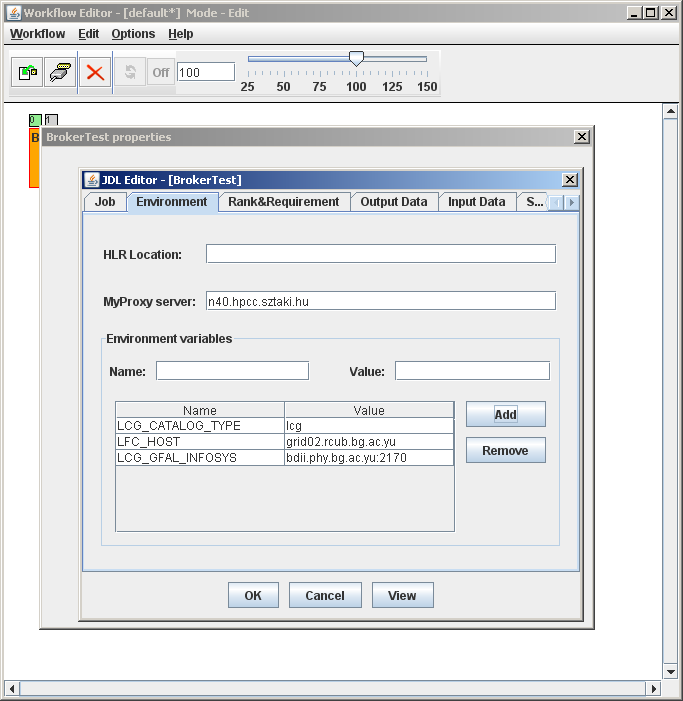 Workflow Editor - [default*] Mode - Edit
Workflow Edit Options Help
Off 100
25 50 75 100 125 150
0 1
B
BrokerTest properties
JDL Editor - [BrokerTest]
Job Environment Rank&Requirement Output Data Input Data S...
HLR Location:
MyProxy server: n40.hpcc.sztaki.hu
Environment variables
Name: Value:
Name Value
LCG_CATALOG_TYPE lcg
LFC_HOST grid02.rcub.bg.ac.yu
LCG_GFAL_INFOSYS bdii.phy.bg.ac.yu:2170
Add
Remove
OK Cancel View